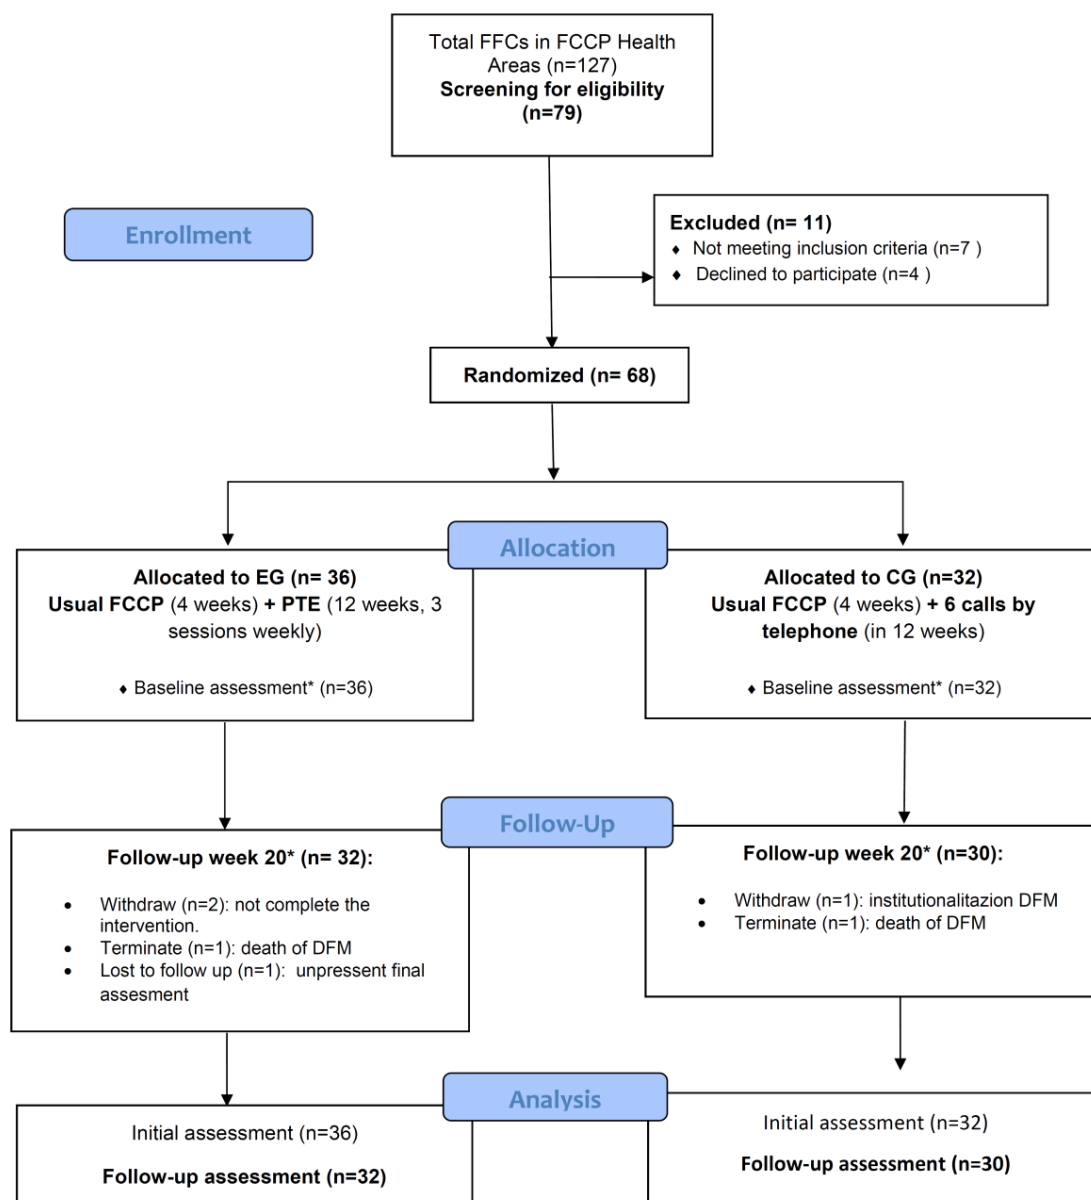 Total FFCs in FCCP Health
Areas (n=127)
Screening for eligibility
(n=79)
Enrollment
Excluded (n= 11)
♦ Not meeting inclusion criteria (n=7 )
♦ Declined to participate (n=4 )
Randomized (n= 68)
Allocation
Allocated to EG (n= 36)
Usual FCCP (4 weeks) + PTE (12 weeks, 3
sessions weekly)
♦ Baseline assessment* (n=36)
Allocated to CG (n=32)
Usual FCCP (4 weeks) + 6 calls by
telephone (in 12 weeks)
♦ Baseline assessment* (n=32)
Follow-Up
Follow-up week 20* (n= 32):
• Withdraw (n=2): not complete the
intervention.
• Terminate (n=1): death of DFM
• Lost to follow up (n=1): unpressent final
assesment
Follow-up week 20* (n=30):
• Withdraw (n=1): institutionalitazion DFM
• Terminate (n=1): death of DFM
Analysis
Initial assessment (n=36)
Follow-up assessment (n=32)
Initial assessment (n=32)
Follow-up assessment (n=30)